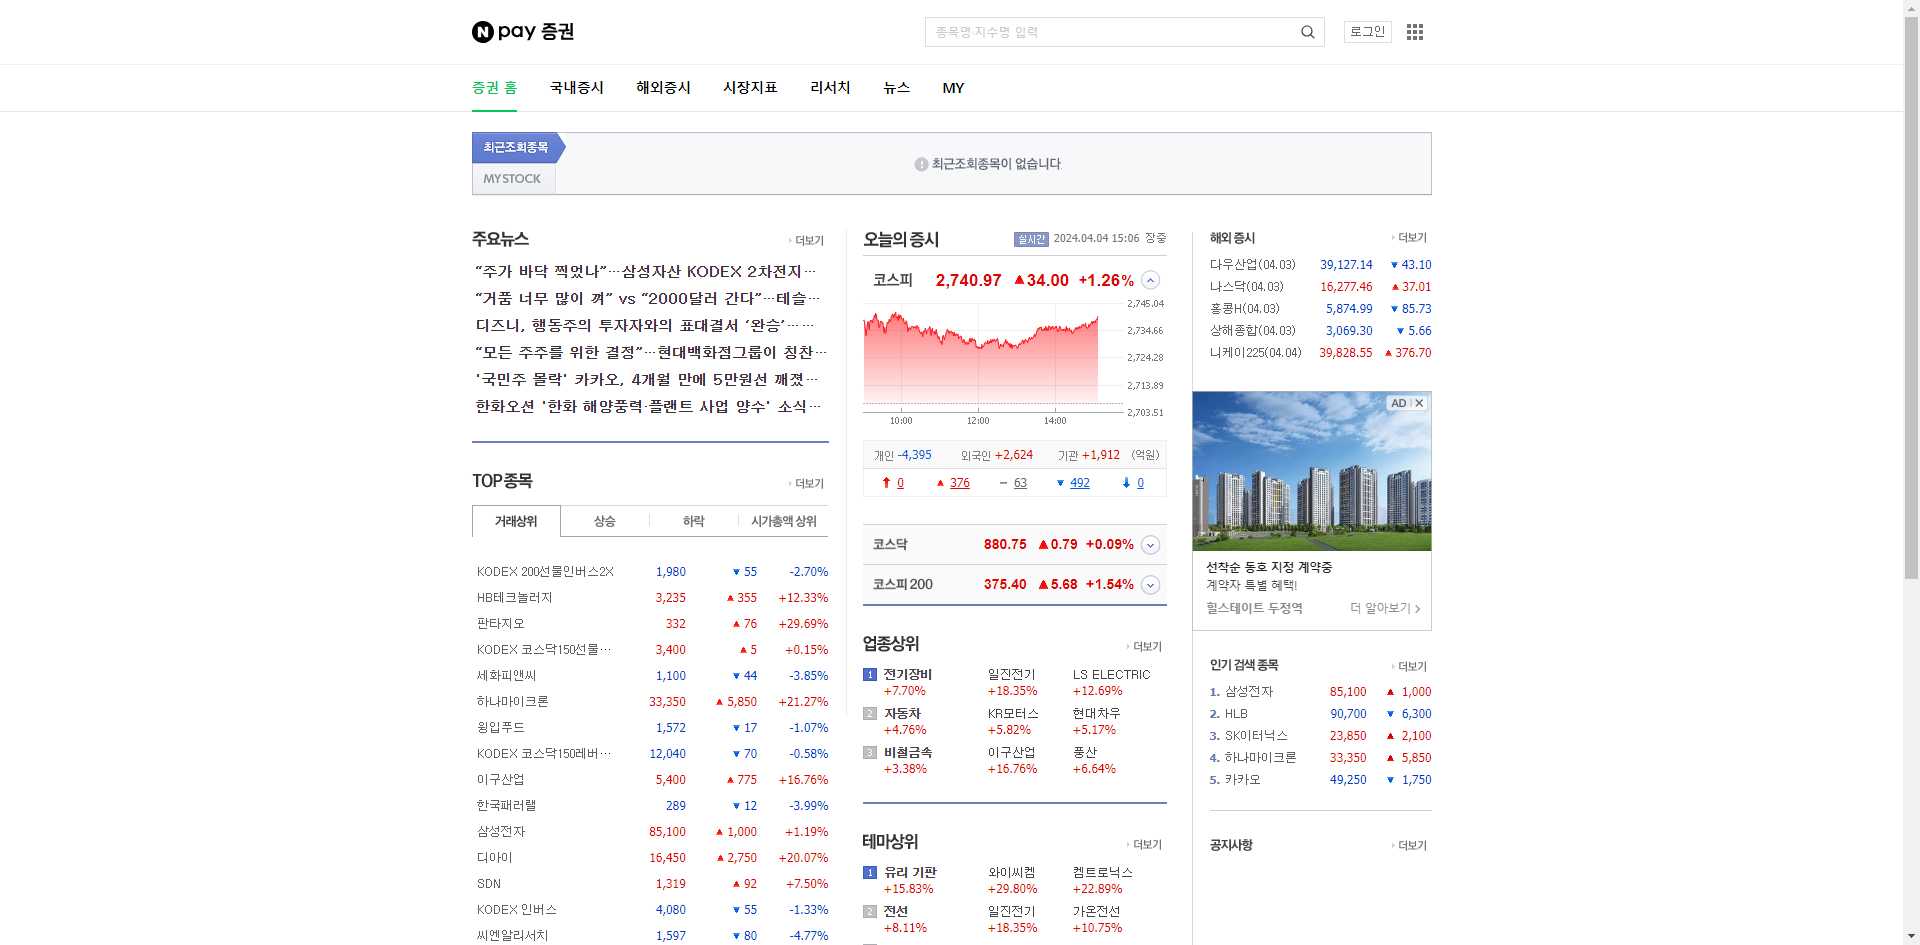 N pay 증권
종목명·지수명 입력
로그인
증권 홈 국내증시 해외증시 시장지표 리서치 뉴스 MY
최근조회종목
MYSTOCK
최근조회종목이 없습니다
주요뉴스 더보기
“주가 바닥 찍었나”…삼성자산 KODEX 2차전지…
“거품 너무 많이 껴” vs “2000달러 간다”…테슬…
디즈니, 행동주의 투자자와의 표대결서 ‘완승’……
“모든 주주를 위한 결정”…현대백화점그룹이 칭찬…
'국민주 몰락' 카카오, 4개월 만에 5만원선 깨졌…
한화오션 '한화 해양풍력·플랜트 사업 양수' 소식…
TOP종목 더보기
거래상위 상승 하락 시가총액 상위
KODEX 200선물인버스2X 1,980 ▼ 55 -2.70%
HB테크놀러지 3,235 ▲ 355 +12.33%
판타지오 332 ▲ 76 +29.69%
KODEX 코스닥150선물… 3,400 ▲ 5 +0.15%
세화피앤씨 1,100 ▼ 44 -3.85%
하나마이크론 33,350 ▲ 5,850 +21.27%
윙입푸드 1,572 ▼ 17 -1.07%
KODEX 코스닥150레버… 12,040 ▼ 70 -0.58%
이구산업 5,400 ▲ 775 +16.76%
한국패러랠 289 ▼ 12 -3.99%
삼성전자 85,100 ▲ 1,000 +1.19%
디아이 16,450 ▲ 2,750 +20.07%
SDN 1,319 ▲ 92 +7.50%
KODEX 인버스 4,080 ▼ 55 -1.33%
씨엔알리서치 1,597 ▼ 80 -4.77%
오늘의 증시 실시간 2024.04.04 15:06 장중
코스피 2,740.97 ▲34.00 +1.26%
2,745.04
2,734.66
2,724.28
2,713.89
2,703.51
10:00 12:00 14:00
개인 -4,395 외국인 +2,624 기관 +1,912 (억원)
⬆ 0 ▲ 376 － 63 ▼ 492 ⬇ 0
코스닥 880.75 ▲0.79 +0.09%
코스피 200 375.40 ▲5.68 +1.54%
업종상위 더보기
1 전기장비 일진전기 LS ELECTRIC
+7.70% +18.35% +12.69%
2 자동차 KR모터스 현대차우
+4.76% +5.82% +5.17%
3 비철금속 이구산업 풍산
+3.38% +16.76% +6.64%
테마상위 더보기
1 유리 기판 와이씨켐 켐트로닉스
+15.83% +29.80% +22.89%
2 전선 일진전기 가온전선
+8.11% +18.35% +10.75%
해외 증시 더보기
다우산업(04.03) 39,127.14 ▼ 43.10
나스닥(04.03) 16,277.46 ▲ 37.01
홍콩H(04.03) 5,874.99 ▼ 85.73
상해종합(04.03) 3,069.30 ▼ 5.66
니케이225(04.04) 39,828.55 ▲ 376.70
AD X
선착순 동호 지정 계약중
계약자 특별 혜택!
힐스테이트 두정역 더 알아보기 >
인기 검색 종목 더보기
1. 삼성전자 85,100 ▲ 1,000
2. HLB 90,700 ▼ 6,300
3. SK이터닉스 23,850 ▲ 2,100
4. 하나마이크론 33,350 ▲ 5,850
5. 카카오 49,250 ▼ 1,750
공지사항 더보기